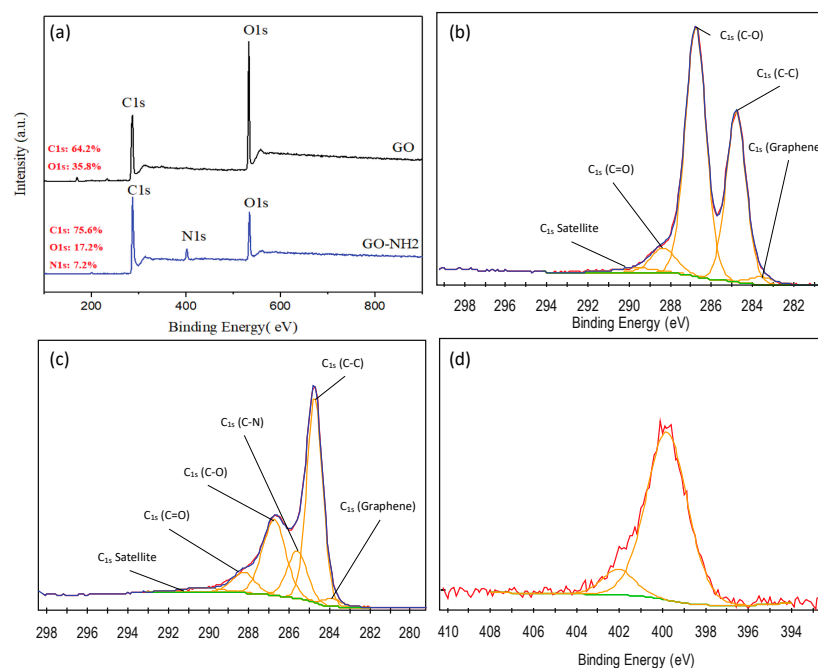 (a)
O1s
C1s
C1s: 64.2%
O1s: 35.8%
GO
C1s
O1s
N1s
C1s: 75.6%
O1s: 17.2%
N1s: 7.2%
GO-NH2
Intensity (a.u.)
200 400 600 800
Binding Energy( eV)
(b)
C1s (C-O)
C1s (C-C)
C1s (Graphene)
C1s (C=O)
C1s Satellite
298 296 294 292 290 288 286 284 282
Binding Energy (eV)
(c)
C1s (C-C)
C1s (C-N)
C1s (C-O)
C1s (Graphene)
C1s (C=O)
C1s Satellite
298 296 294 292 290 288 286 284 282 280
(d)
410 408 406 404 402 400 398 396 394
Binding Energy (eV)